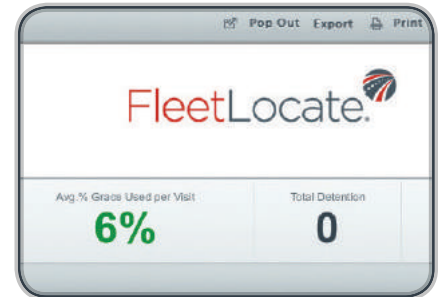 Pop Out Export Print
FleetLocate.
Avg.% Grace Used per Visit
6%
Total Detention
0